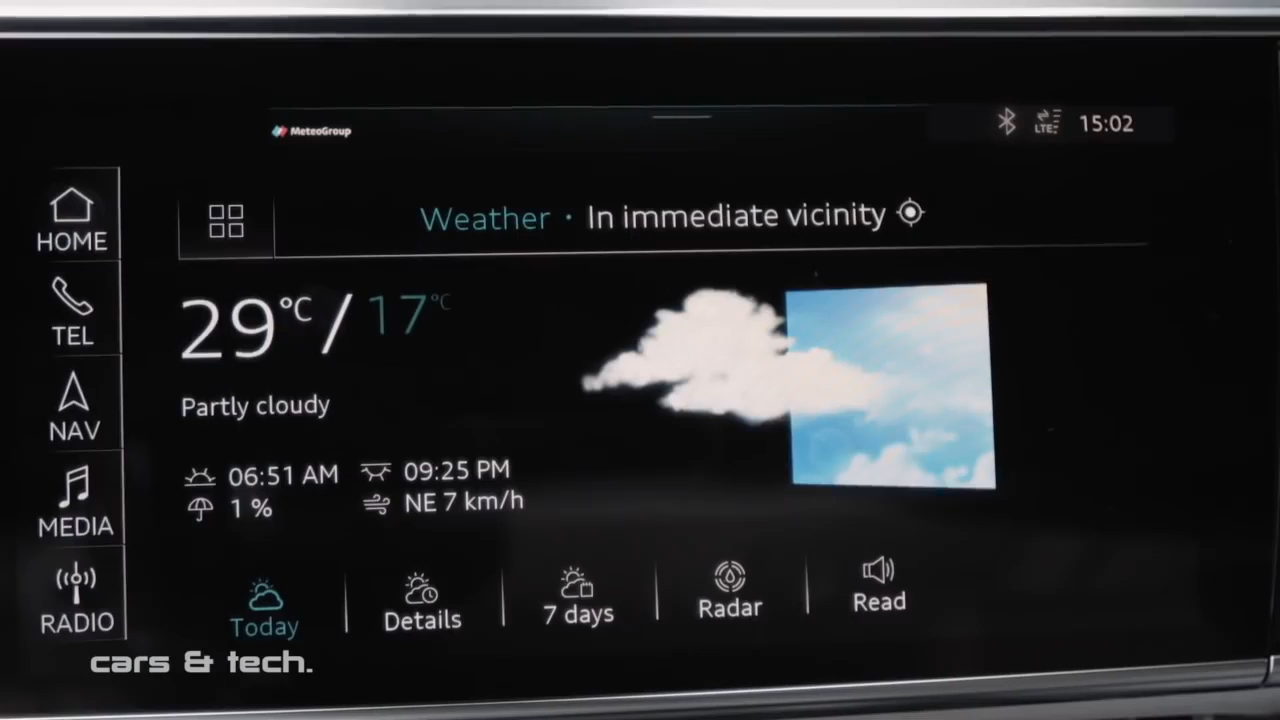 MeteoGroup
LTE 15:02
Weather · In immediate vicinity
HOME
TEL
NAV
MEDIA
RADIO
29°C / 17°C
Partly cloudy
06:51 AM 09:25 PM
1 % NE 7 km/h
Today Details 7 days Radar Read
cars & tech.